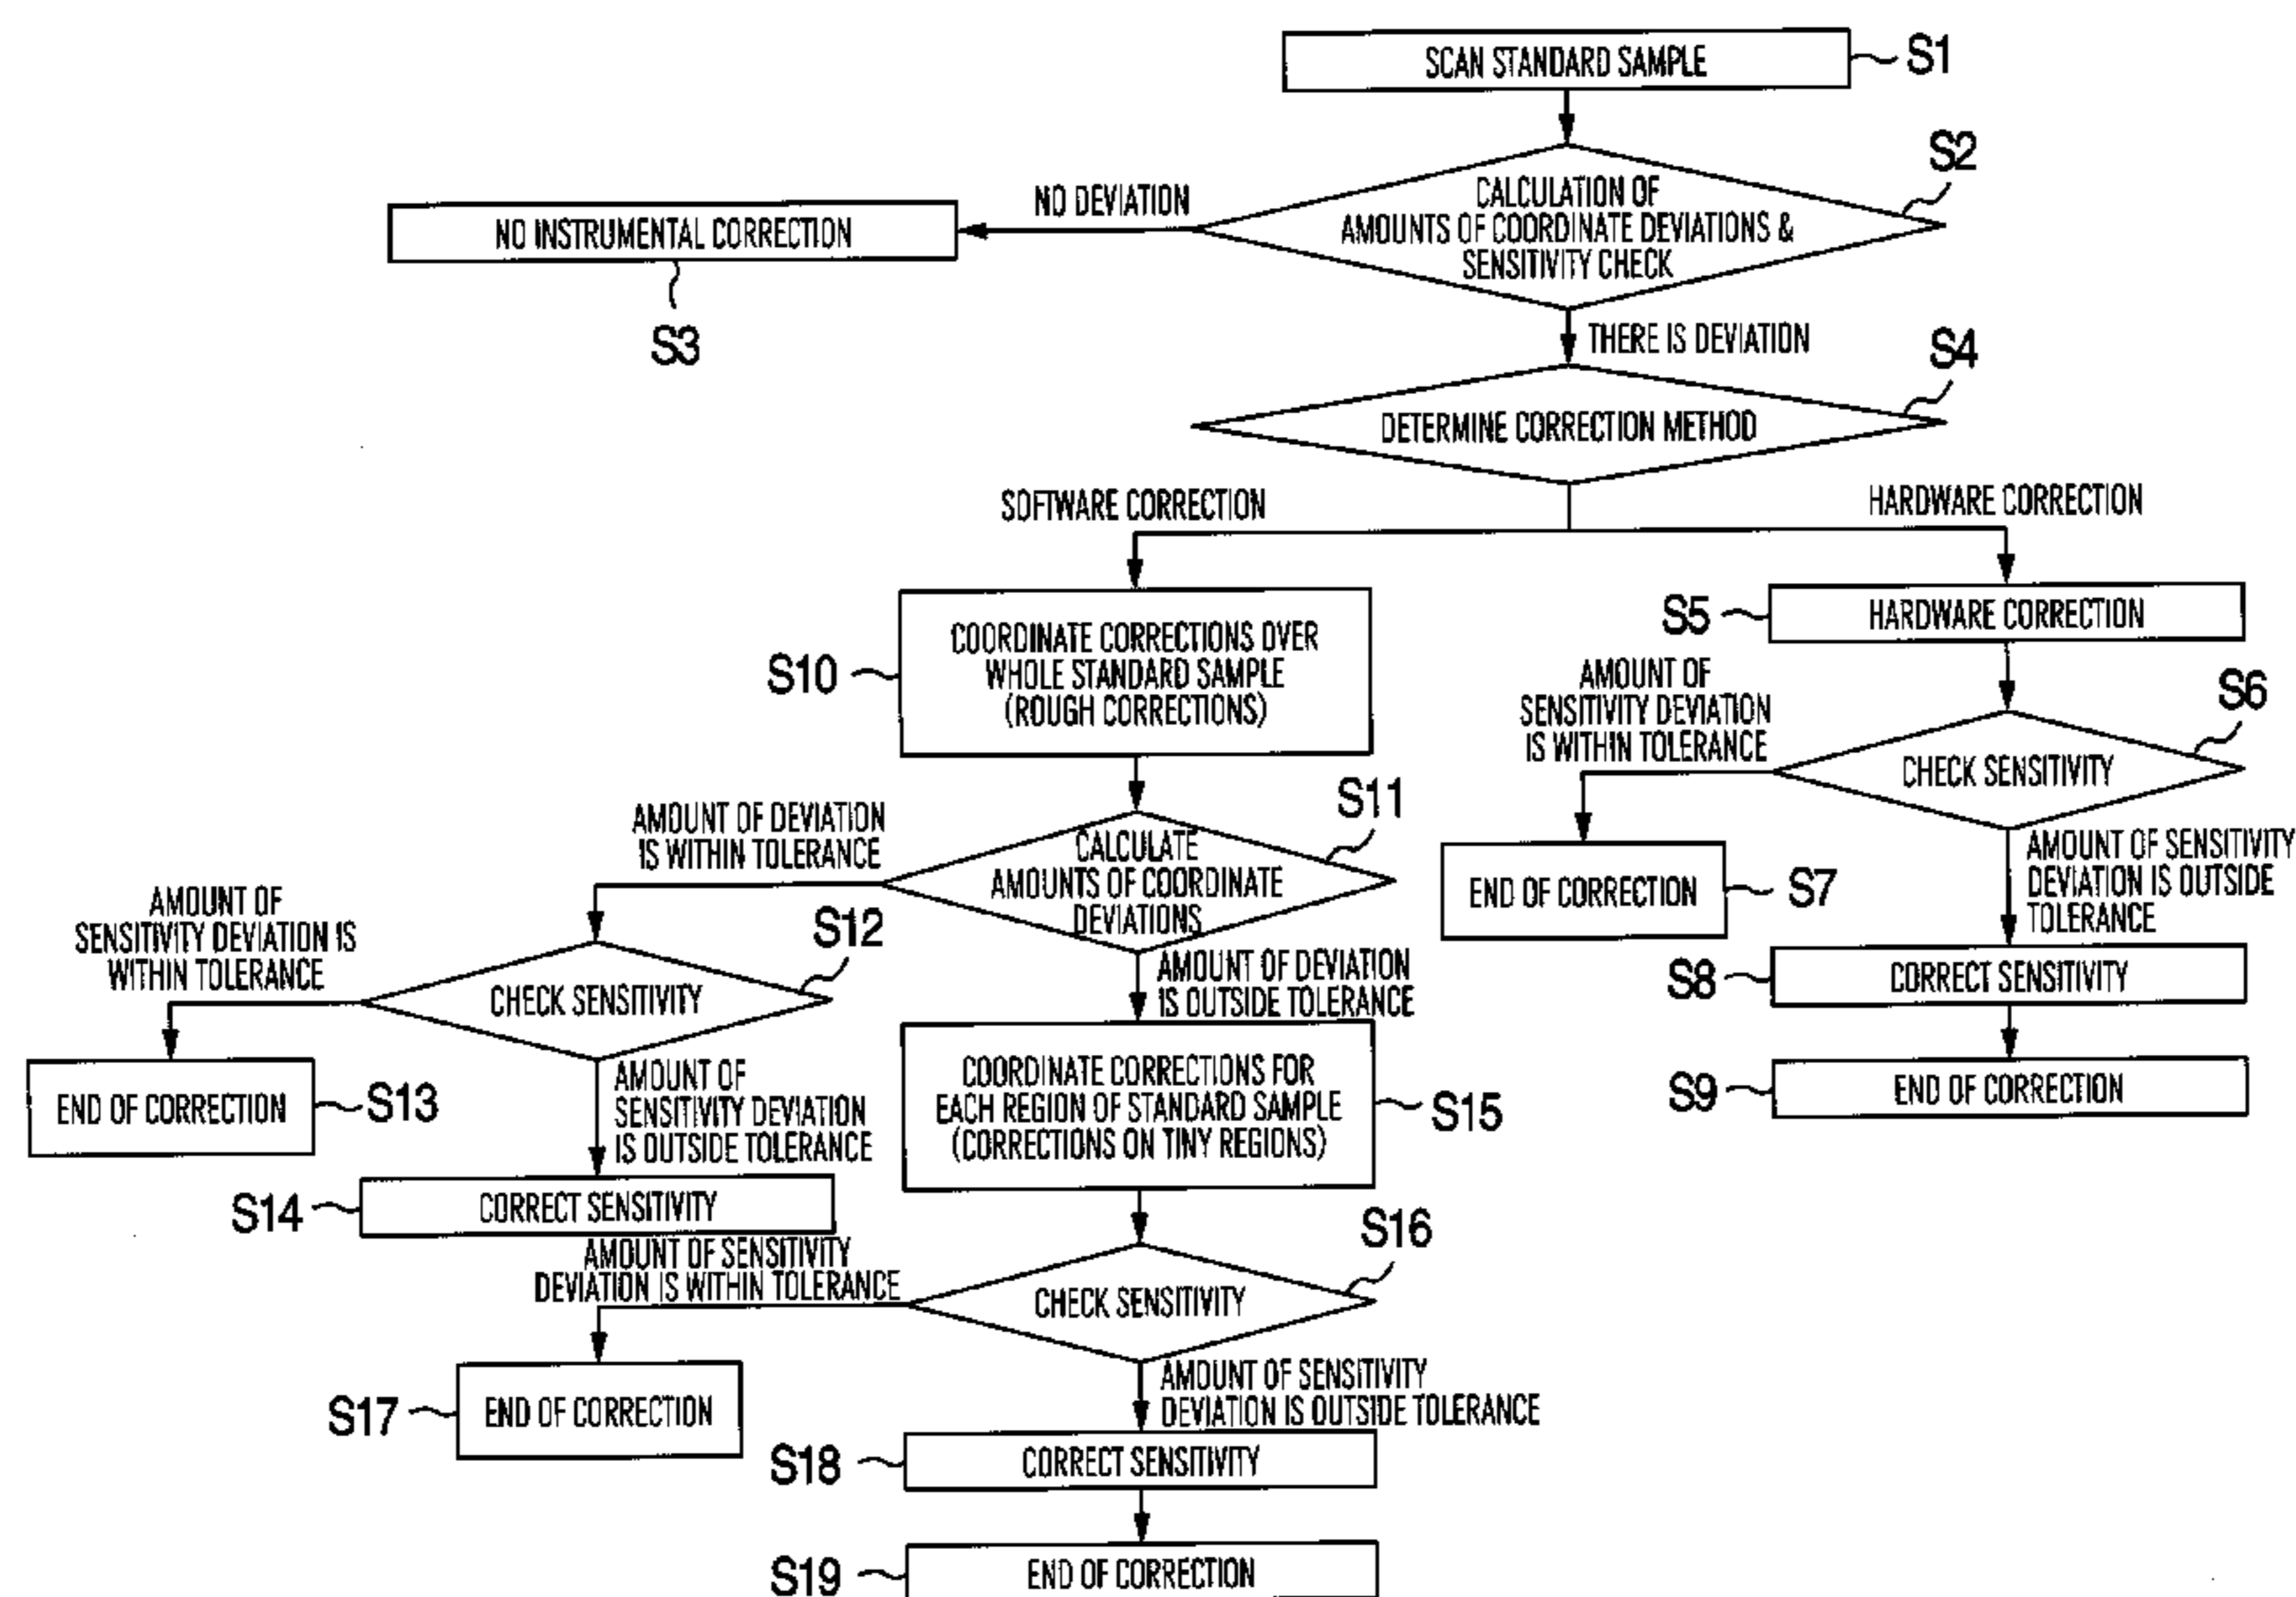 SCAN STANDARD SAMPLE
S1
S2
CALCULATION OF
AMOUNTS OF COORDINATE DEVIATIONS &
SENSITIVITY CHECK
NO DEVIATION
NO INSTRUMENTAL CORRECTION
S3
THERE IS DEVIATION
S4
DETERMINE CORRECTION METHOD
SOFTWARE CORRECTION
HARDWARE CORRECTION
S5
HARDWARE CORRECTION
S10
COORDINATE CORRECTIONS OVER
WHOLE STANDARD SAMPLE
(ROUGH CORRECTIONS)
AMOUNT OF
SENSITIVITY DEVIATION
IS WITHIN TOLERANCE
S6
CHECK SENSITIVITY
S11
CALCULATE
AMOUNTS OF COORDINATE
DEVIATIONS
AMOUNT OF DEVIATION
IS WITHIN TOLERANCE
END OF CORRECTION
S7
AMOUNT OF SENSITIVITY
DEVIATION IS OUTSIDE
TOLERANCE
AMOUNT OF
SENSITIVITY DEVIATION IS
WITHIN TOLERANCE
S12
CHECK SENSITIVITY
AMOUNT OF DEVIATION
IS OUTSIDE TOLERANCE
S8
CORRECT SENSITIVITY
END OF CORRECTION
S13
AMOUNT OF
SENSITIVITY DEVIATION
IS OUTSIDE TOLERANCE
COORDINATE CORRECTIONS FOR
EACH REGION OF STANDARD SAMPLE
(CORRECTIONS ON TINY REGIONS)
S15
S9
END OF CORRECTION
S14
CORRECT SENSITIVITY
AMOUNT OF SENSITIVITY
DEVIATION IS WITHIN TOLERANCE
S16
CHECK SENSITIVITY
S17
END OF CORRECTION
AMOUNT OF SENSITIVITY
DEVIATION IS OUTSIDE TOLERANCE
S18
CORRECT SENSITIVITY
S19
END OF CORRECTION